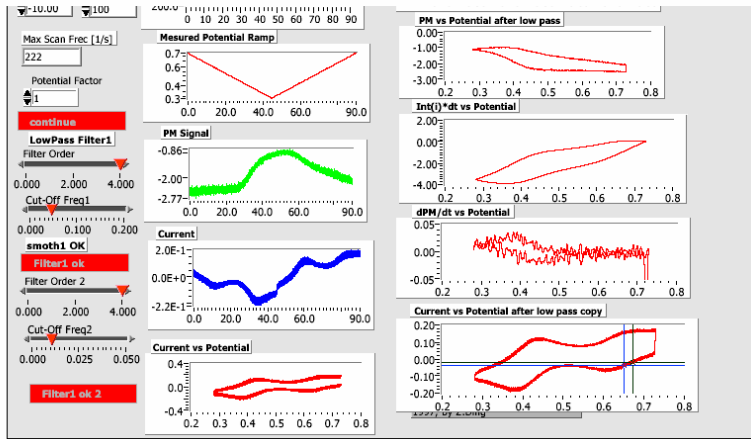 -10.00 100
200.0
0 10 20 30 40 50 60 70 80 90
Max Scan Frec [1/s]
222
Potential Factor
1
continue
LowPass Filter1
Filter Order
0.000 2.000 4.000
Cut-Off Freq1
0.000 0.100 0.200
smoth1 OK
Filter1 ok
Filter Order 2
0.000 2.000 4.000
Cut-Off Freq2
0.000 0.025 0.050
Filter1 ok 2
Mesured Potential Ramp
0.7
0.6
0.4
0.3
0.0 20.0 40.0 60.0 90.0
PM Signal
-0.86
-2.00
-2.77
0.0 20.0 40.0 60.0 90.0
Current
2.0E-1
0.0E+0
-2.2E-1
0.0 20.0 40.0 60.0 90.0
Current vs Potential
0.4
0.0
-0.4
0.2 0.3 0.4 0.5 0.6 0.7 0.8
PM vs Potential after low pass
0.00
-1.00
-2.00
-3.00
0.2 0.3 0.4 0.5 0.6 0.7 0.8
Int(i)*dt vs Potential
2.00
0.00
-2.00
-4.00
0.2 0.3 0.4 0.5 0.6 0.7 0.8
dPM/dt vs Potential
0.05
0.00
-0.05
0.2 0.3 0.4 0.5 0.6 0.7 0.8
Current vs Potential after low pass copy
0.20
0.10
0.00
-0.10
-0.20
0.2 0.3 0.4 0.5 0.6 0.7 0.8
1997, by Z.Ding